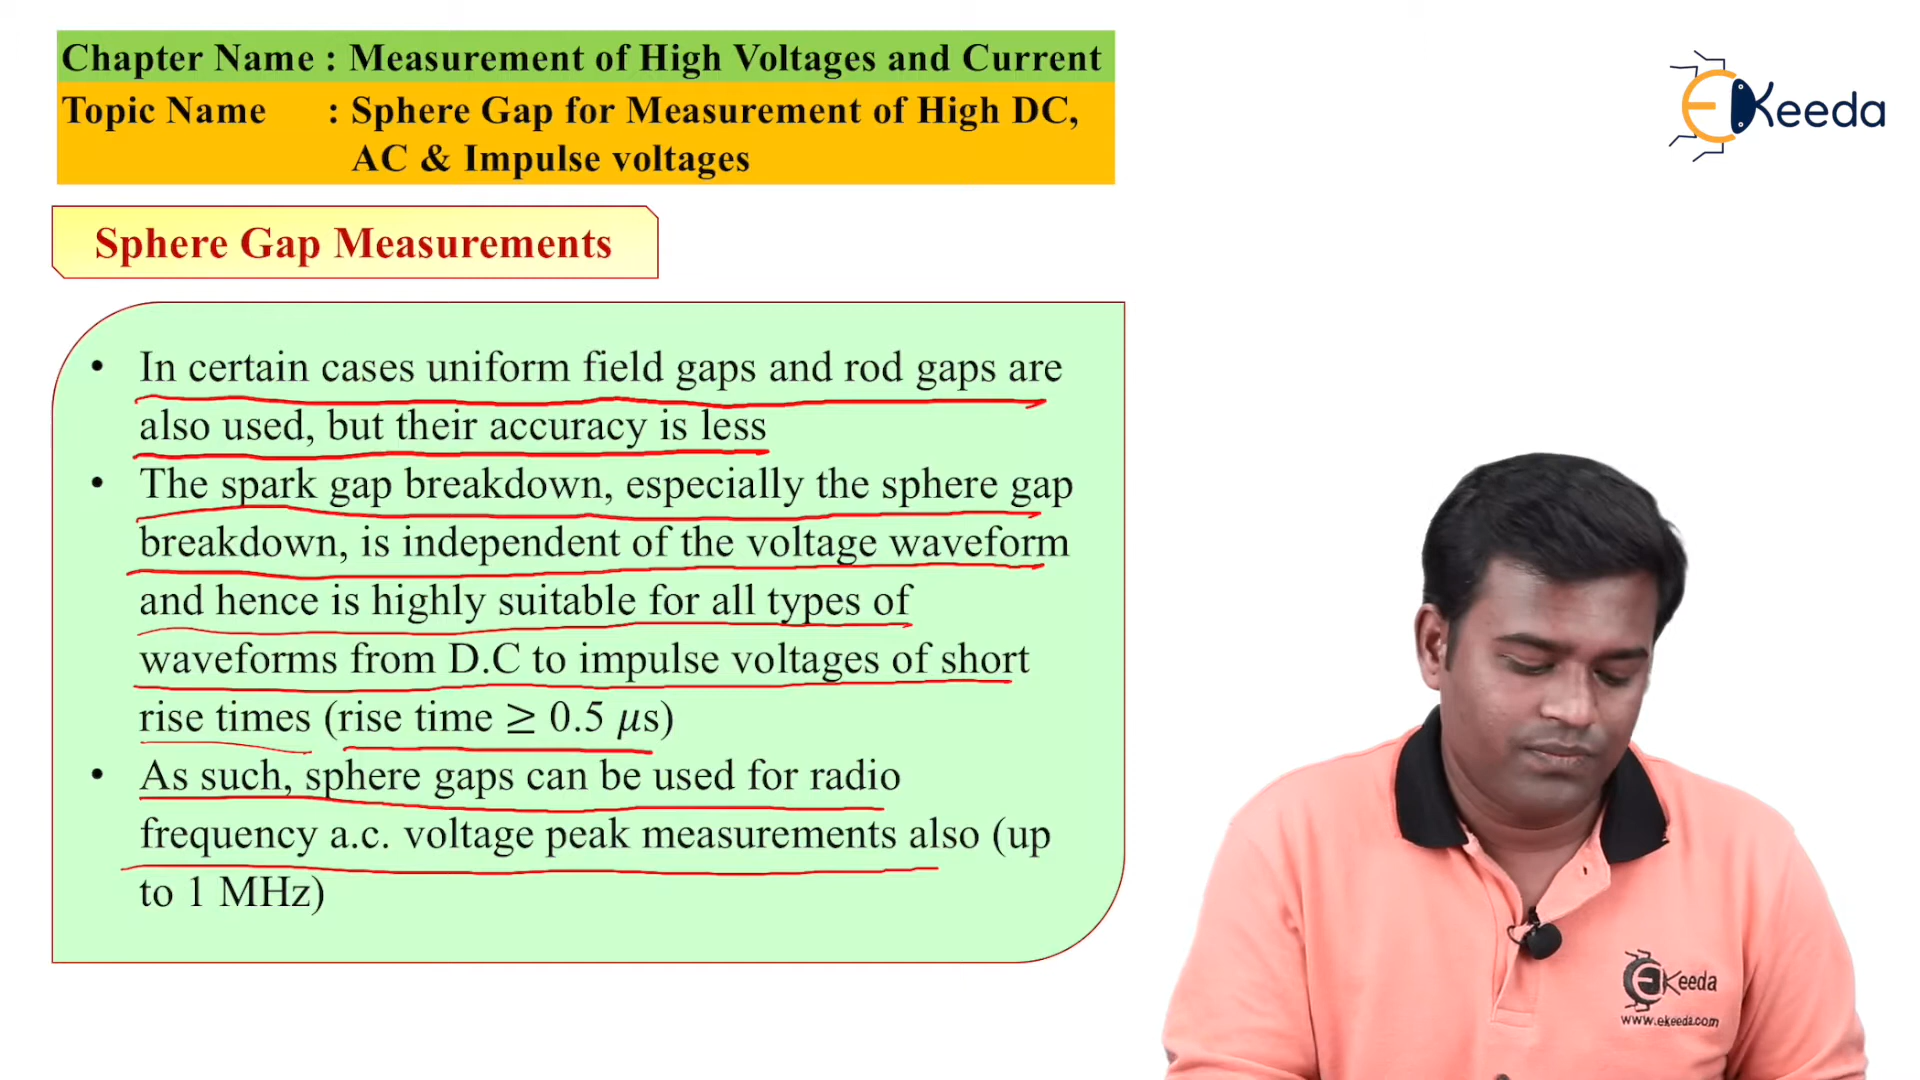 Chapter Name : Measurement of High Voltages and Current
Topic Name : Sphere Gap for Measurement of High DC,
AC & Impulse voltages
EKeeda
Sphere Gap Measurements
• In certain cases uniform field gaps and rod gaps are
also used, but their accuracy is less
• The spark gap breakdown, especially the sphere gap
breakdown, is independent of the voltage waveform
and hence is highly suitable for all types of
waveforms from D.C to impulse voltages of short
rise times (rise time ≥ 0.5 μs)
• As such, sphere gaps can be used for radio
frequency a.c. voltage peak measurements also (up
to 1 MHz)
EKeeda
www.ekeeda.com